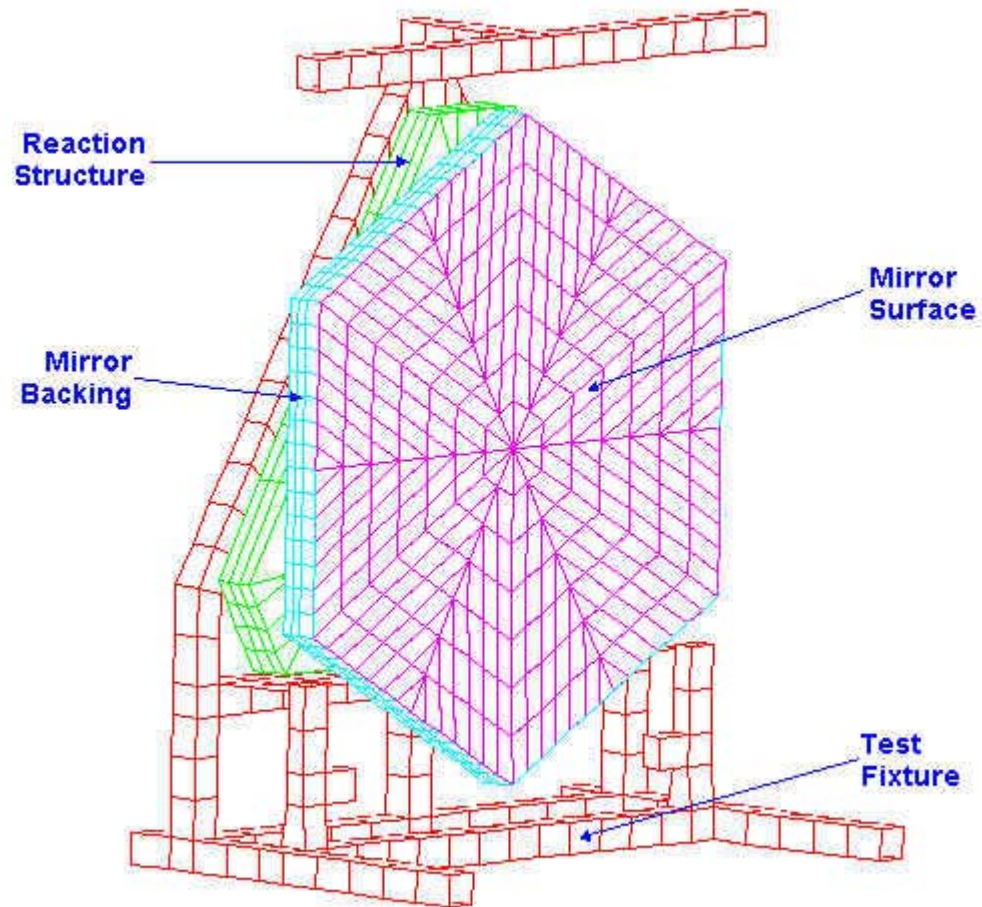 Reaction
Structure
Mirror
Surface
Mirror
Backing
Test
Fixture